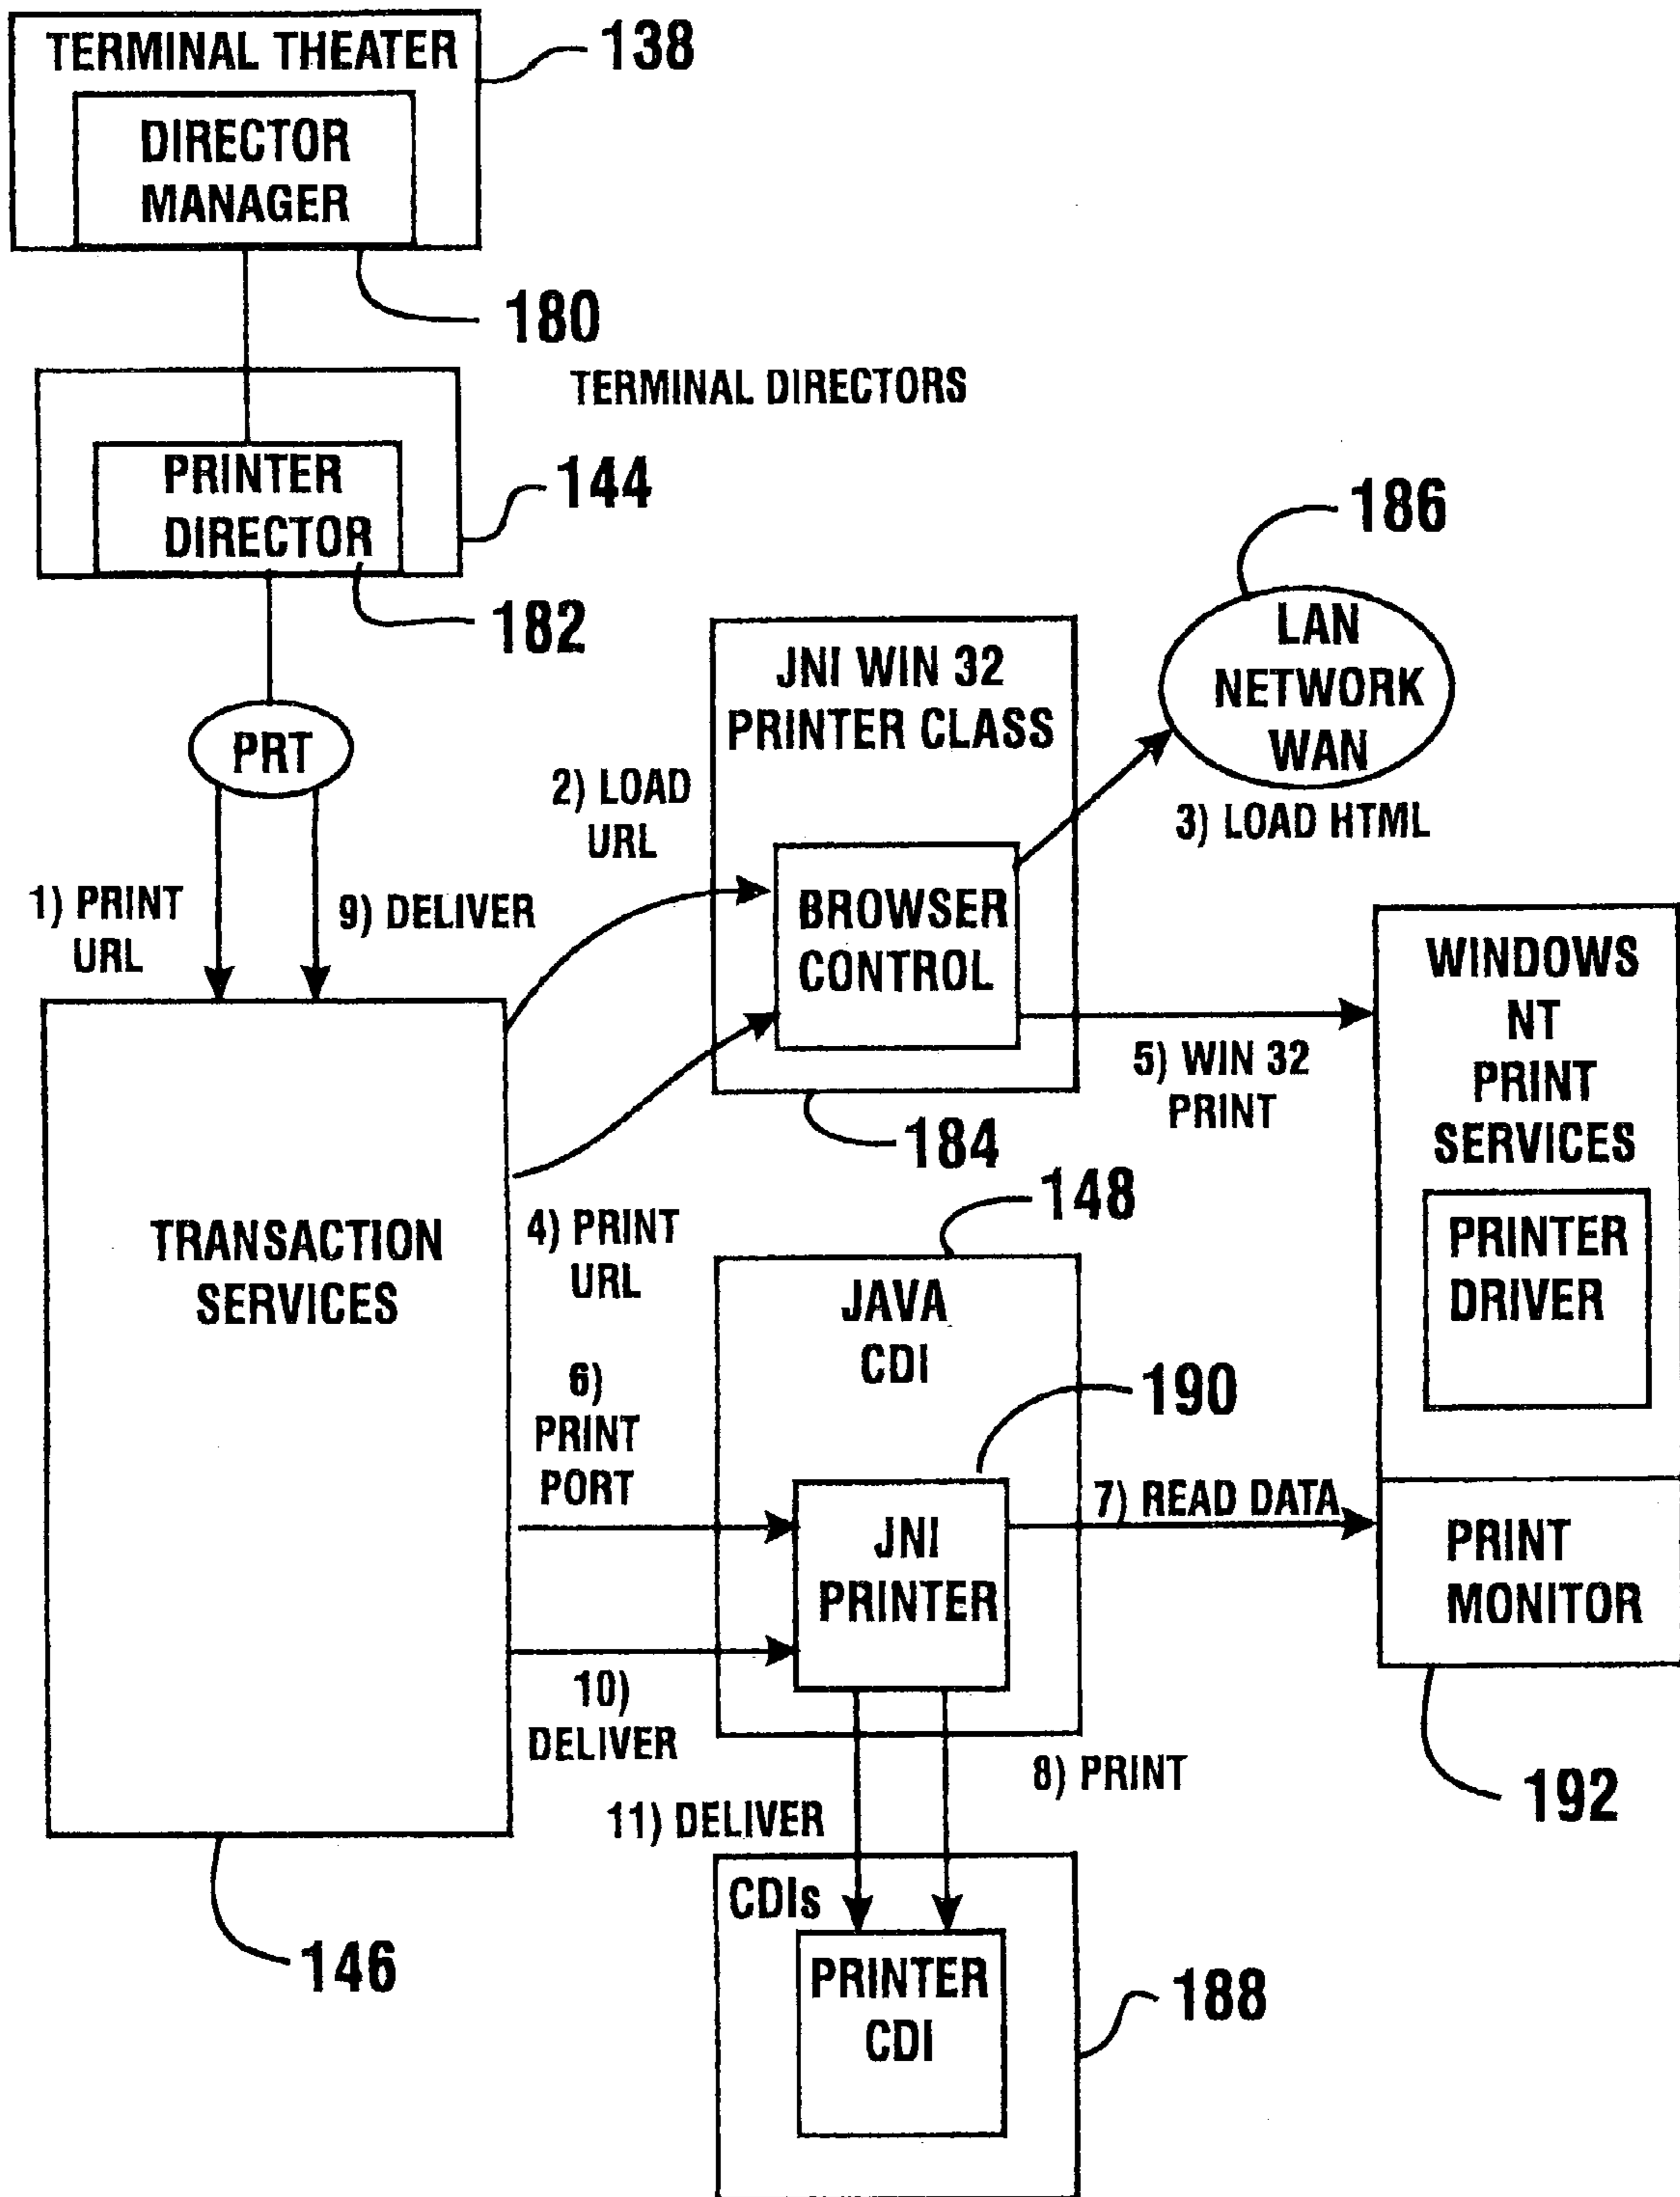 TERMINAL THEATER
138
DIRECTOR
MANAGER
180
TERMINAL DIRECTORS
PRINTER
DIRECTOR
144
182
PRT
1) PRINT
URL
9) DELIVER
2) LOAD
URL
JNI WIN 32
PRINTER CLASS
BROWSER
CONTROL
184
186
LAN
NETWORK
WAN
3) LOAD HTML
5) WIN 32
PRINT
WINDOWS
NT
PRINT
SERVICES
PRINTER
DRIVER
TRANSACTION
SERVICES
146
4) PRINT
URL
148
JAVA
CDI
190
6)
PRINT
PORT
JNI
PRINTER
7) READ DATA
PRINT
MONITOR
192
10)
DELIVER
8) PRINT
11) DELIVER
CDIs
PRINTER
CDI
188